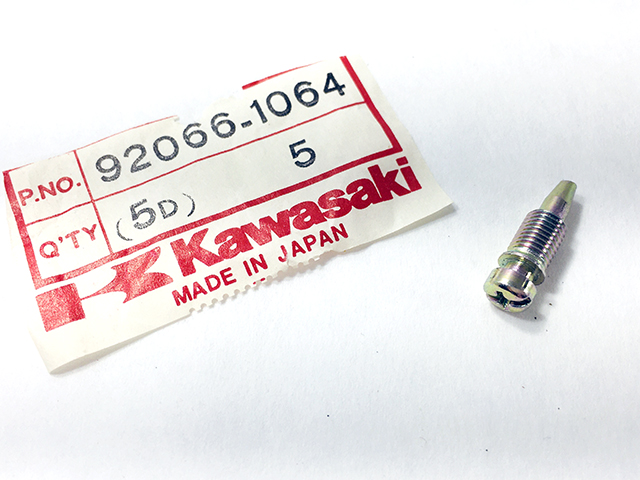 P.NO. 92066-1064
Q'TY (5D) 5
Kawasaki
MADE IN JAPAN